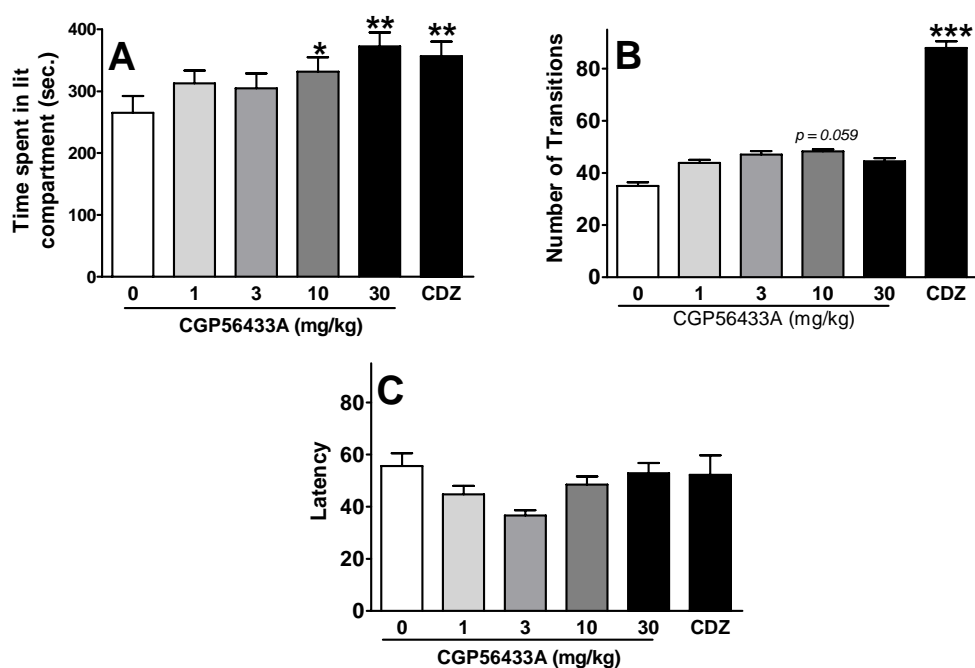 A
Time spent in lit
compartment (sec.)
400
300
200
100
0
*
**
**
0 1 3 10 30 CDZ
CGP56433A (mg/kg)
B
Number of Transitions
80
60
40
20
0
p = 0.059
***
0 1 3 10 30 CDZ
CGP56433A (mg/kg)
C
Latency
80
60
40
20
0
0 1 3 10 30 CDZ
CGP56433A (mg/kg)